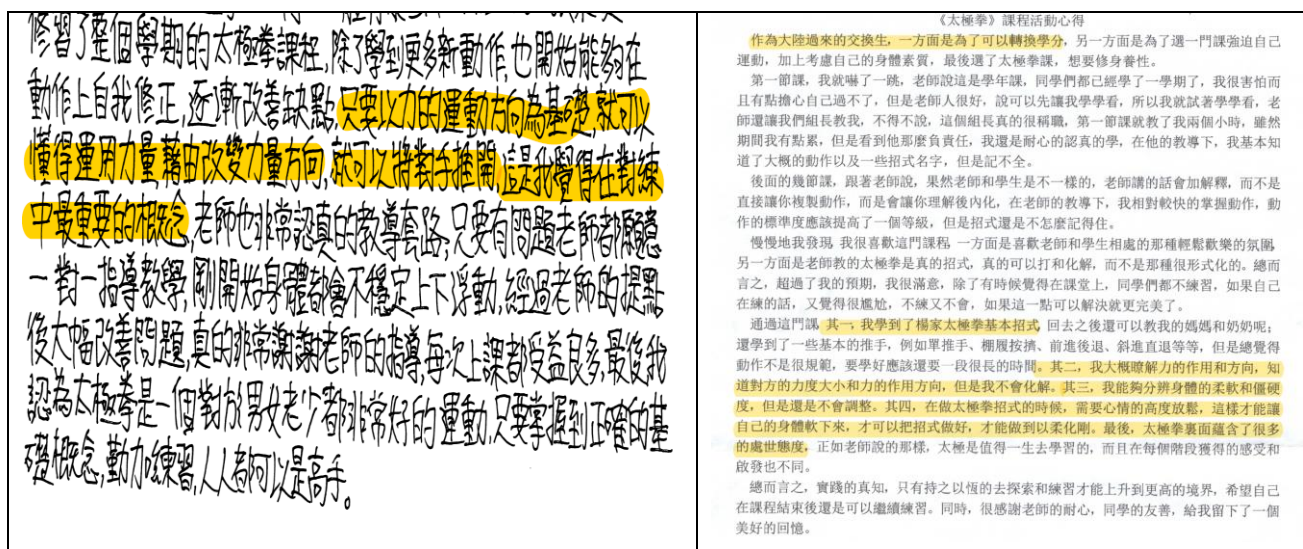 修習了整個學期的太極拳課程,除了學到更多新動作,也開始能夠在
動作上自我修正,逐漸改善缺點,只要以力的運動方向為基礎,就可以
懂得運用力量藉由改變力量方向,就可以將對手推開,這是我覺得在對練
中最重要的概念,老師也非常認真的教導套路,只要有問題老師都願意
一對一指導教學,剛開始身體都會不穩定上下浮動,經過老師的提點
後大幅改善問題,真的非常謝謝老師的指導,每次上課都受益良多,最後我
認為太極拳是一個對於男女老少都非常好的運動,只要掌握到正確的基
礎概念,勤加練習,人人都可以是高手。
《太極拳》課程活動心得
作為大陸過來的交換生,一方面是為了可以轉換學分,另一方面是為了選一門課強迫自己
運動,加上考慮自己的身體素質,最後選了太極拳課,想要修身養性。
第一節課,我就嚇了一跳,老師說這是學年課,同學們都已經學了一學期了,我很害怕而
且有點擔心自己過不了,但是老師人很好,說可以先讓我學學看,所以我就試著學學看,老
師還讓我們組長教我,不得不說,這個組長真的很稱職,第一節課就教了我兩個小時,雖然
期間我有點累,但是看到他那麼負責任,我還是耐心的認真的學,在他的教導下,我基本知
道了大概的動作以及一些招式名字,但是記不全。
後面的幾節課,跟著老師說,果然老師和學生是不一樣的,老師講的話會加解釋,而不是
直接讓你複製動作,而是會讓你理解後內化,在老師的教導下,我相對較快的掌握動作,動
作的標準度應該提高了一個等級,但是招式還是不怎麼記得住。
慢慢地我發現,我很喜歡這門課程,一方面是喜歡老師和學生相處的那種輕鬆歡樂的氛圍,
另一方面是老師教的太極拳是真的招式,真的可以打和化解,而不是那種很形式化的。總而
言之,超過了我的預期,我很滿意,除了有時候覺得在課堂上,同學們都不練習,如果自己
在練的話,又覺得很尷尬,不練又不會,如果這一點可以解決就更完美了。
通過這門課,其一,我學到了楊家太極拳基本招式,回去之後還可以教我的媽媽和奶奶呢;
還學到了一些基本的推手,例如單推手、棚履按擠、前進後退、斜進直退等等,但是總覺得
動作不是很規範,要學好應該還要一段很長的時間。其二,我大概瞭解力的作用和方向,知
道對方的力度大小和力的作用方向,但是我不會化解。其三,我能夠分辨身體的柔軟和僵硬
度,但是還是不會調整。其四,在做太極拳招式的時候,需要心情的高度放鬆,這樣才能讓
自己的身體軟下來,才可以把招式做好,才能做到以柔化剛。最後,太極拳裏面蘊含了很多
的處世態度,正如老師說的那樣,太極是值得一生去學習的,而且在每個階段獲得的感受和
啟發也不同。
總而言之,實踐的真知,只有持之以恆的去探索和練習才能上升到更高的境界,希望自己
在課程結束後還是可以繼續練習。同時,很感謝老師的耐心,同學的友善,給我留下了一個
美好的回憶。